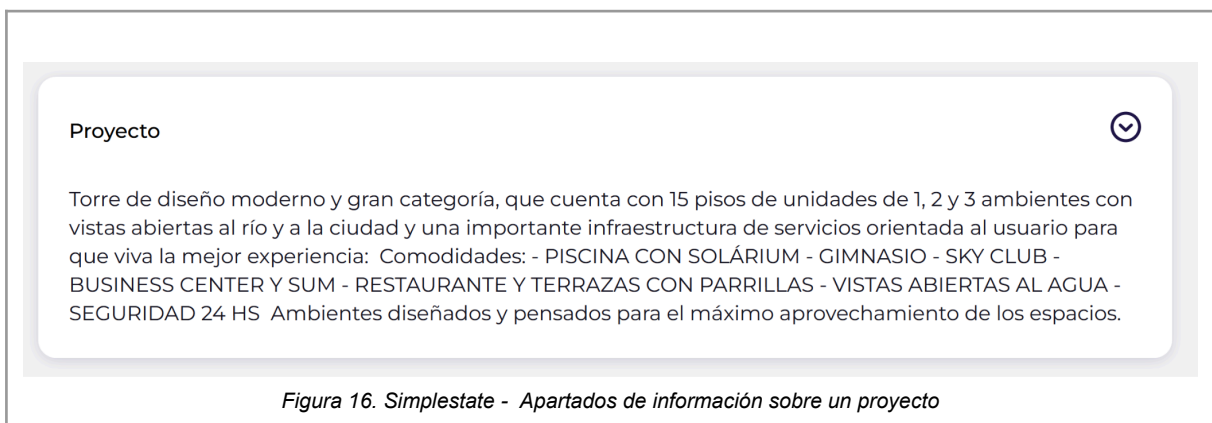 Proyecto
Torre de diseño moderno y gran categoría, que cuenta con 15 pisos de unidades de 1, 2 y 3 ambientes con
vistas abiertas al río y a la ciudad y una importante infraestructura de servicios orientada al usuario para
que viva la mejor experiencia:  Comodidades: - PISCINA CON SOLÁRIUM - GIMNASIO - SKY CLUB -
BUSINESS CENTER Y SUM - RESTAURANTE Y TERRAZAS CON PARRILLAS - VISTAS ABIERTAS AL AGUA -
SEGURIDAD 24 HS  Ambientes diseñados y pensados para el máximo aprovechamiento de los espacios.
Figura 16. Simplestate -  Apartados de información sobre un proyecto